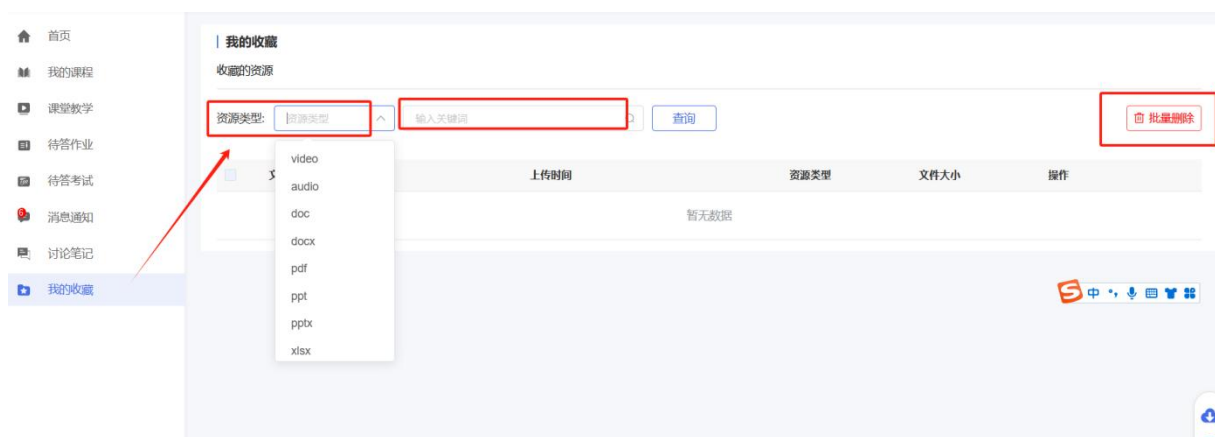 首页
我的课程
课堂教学
待答作业
待答考试
6
消息通知
讨论笔记
我的收藏
我的收藏
收藏的资源
资源类型: 资源类型 输入关键词 查询 批量删除
上传时间 资源类型 文件大小 操作
暂无数据
video
audio
doc
docx
pdf
ppt
pptx
xlsx
S 中